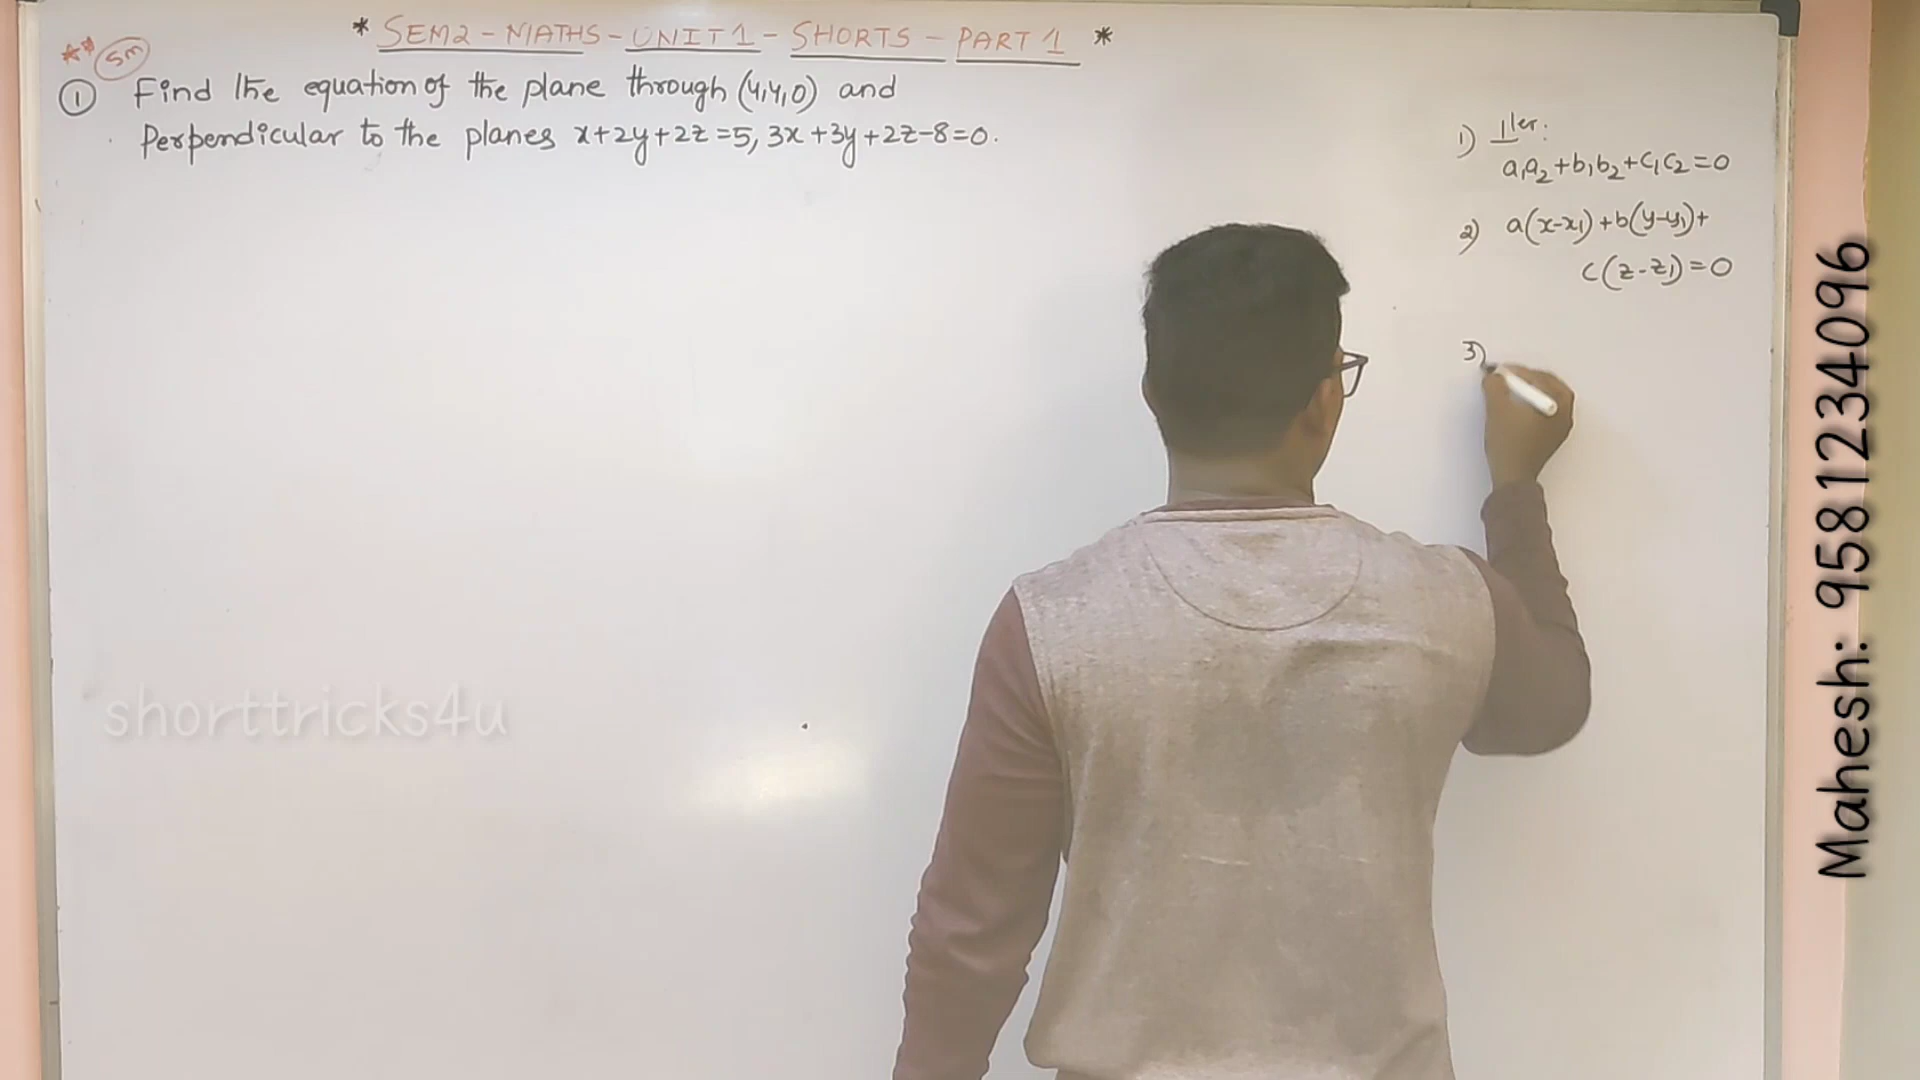 * SEM2 - MATHS - UNIT 1 - SHORTS - PART 1 *
** 5m
① Find the equation of the plane through (4,4,0) and
Perpendicular to the planes x+2y+2z=5, 3x+3y+2z-8=0.
1) ⊥ler:
a₁a₂+b₁b₂+c₁c₂=0
2) a(x-x₁)+b(y-y₁)+
c(z-z₁)=0
3)
shorttricks4u
Mahesh: 9581234096